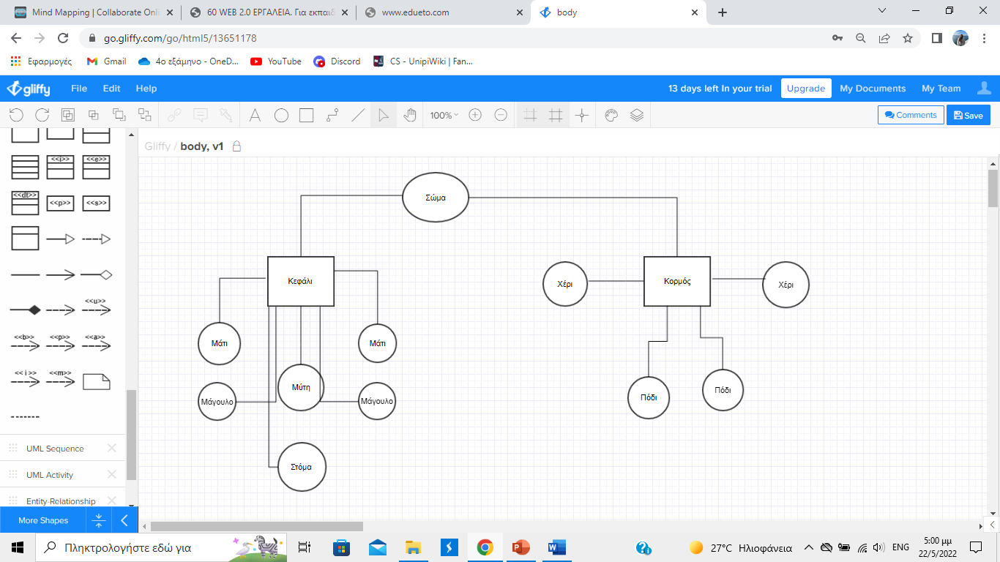 Mind Mapping | Collaborate Onli
60 WEB 2.0 ΕΡΓΑΛΕΙΑ. Για εκπαιδ
www.edueto.com
body
go.gliffy.com/go/html5/13651178
Εφαρμογές
Gmail
4ο εξάμηνο - OneD...
YouTube
Discord
CS - UnipiWiki | Fan...
gliffy
File
Edit
Help
13 days left In your trial
Upgrade
My Documents
My Team
100%
Comments
Save
Gliffy / body, v1
<<i>>
<<e>>
<<dt>>
<<p>>
<<s>>
<<u>>
<<b>>
<<p>>
<<a>>
<<i>>
<<m>>
UML Sequence
UML Activity
Entity-Relationship
More Shapes
Σώμα
Κεφάλι
Χέρι
Κορμός
Χέρι
Μάτι
Μάτι
Μάγουλο
Μύτη
Μάγουλο
Πόδι
Πόδι
Στόμα
Πληκτρολογήστε εδώ για
27°C Ηλιοφάνεια
ENG
5:00 μμ
22/5/2022